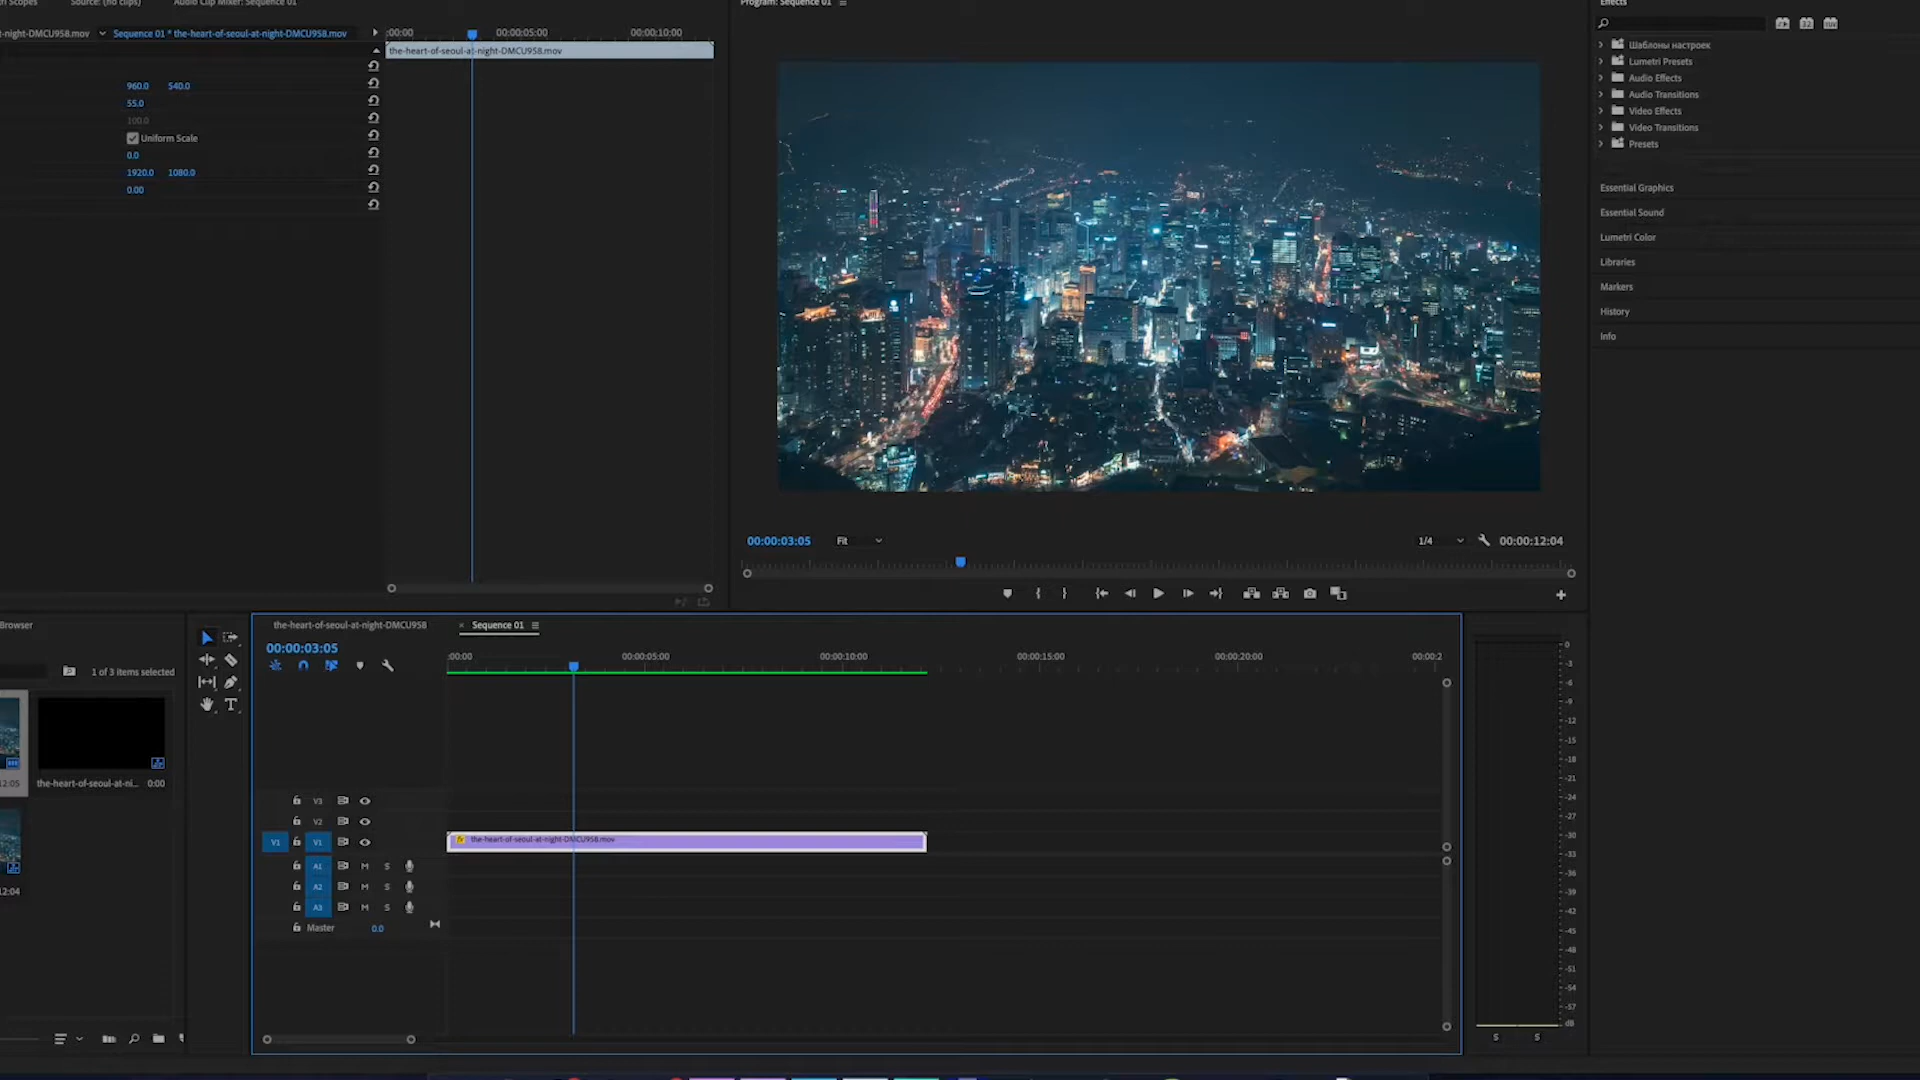 Source: (no clips)
Audio Clip Mixer: Sequence 01
t-night-DMCU958.mov
Sequence 01 * the-heart-of-seoul-at-night-DMCU958.mov
:00:00
00:00:05:00
00:00:10:00
the-heart-of-seoul-at-night-DMCU958.mov
960.0 540.0
55.0
100.0
Uniform Scale
0.0
1920.0 1080.0
0.00
Program: Sequence 01
00:00:03:05
Fit
1/4
00:00:12:04
Effects
32
YUV
Шаблоны настроек
Lumetri Presets
Audio Effects
Audio Transitions
Video Effects
Video Transitions
Presets
Essential Graphics
Essential Sound
Lumetri Color
Libraries
Markers
History
Info
Browser
1 of 3 items selected
12:05
the-heart-of-seoul-at-ni...
0:00
12:04
T
the-heart-of-seoul-at-night-DMCU958
× Sequence 01
00:00:03:05
:00:00
00:00:05:00
00:00:10:00
00:00:15:00
00:00:20:00
00:00:2
V3
V2
V1 V1
fx the-heart-of-seoul-at-night-DMCU958.mov
A1 M S
A2 M S
A3 M S
Master 0.0
0
-3
-6
-9
-12
-15
-18
-21
-24
-27
-30
-33
-36
-39
-42
-45
-48
-51
-54
-57
dB
S S